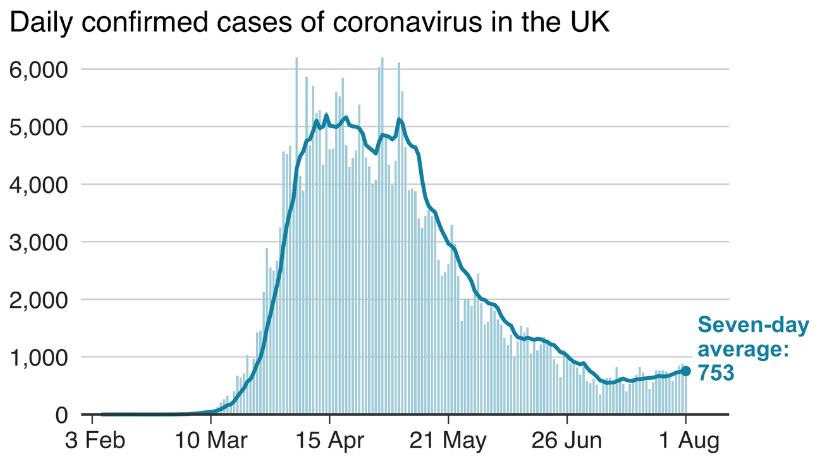 Daily confirmed cases of coronavirus in the UK
6,000
5,000
4,000
3,000
2,000
1,000
0
3 Feb 10 Mar 15 Apr 21 May 26 Jun 1 Aug
Seven-day
average:
753